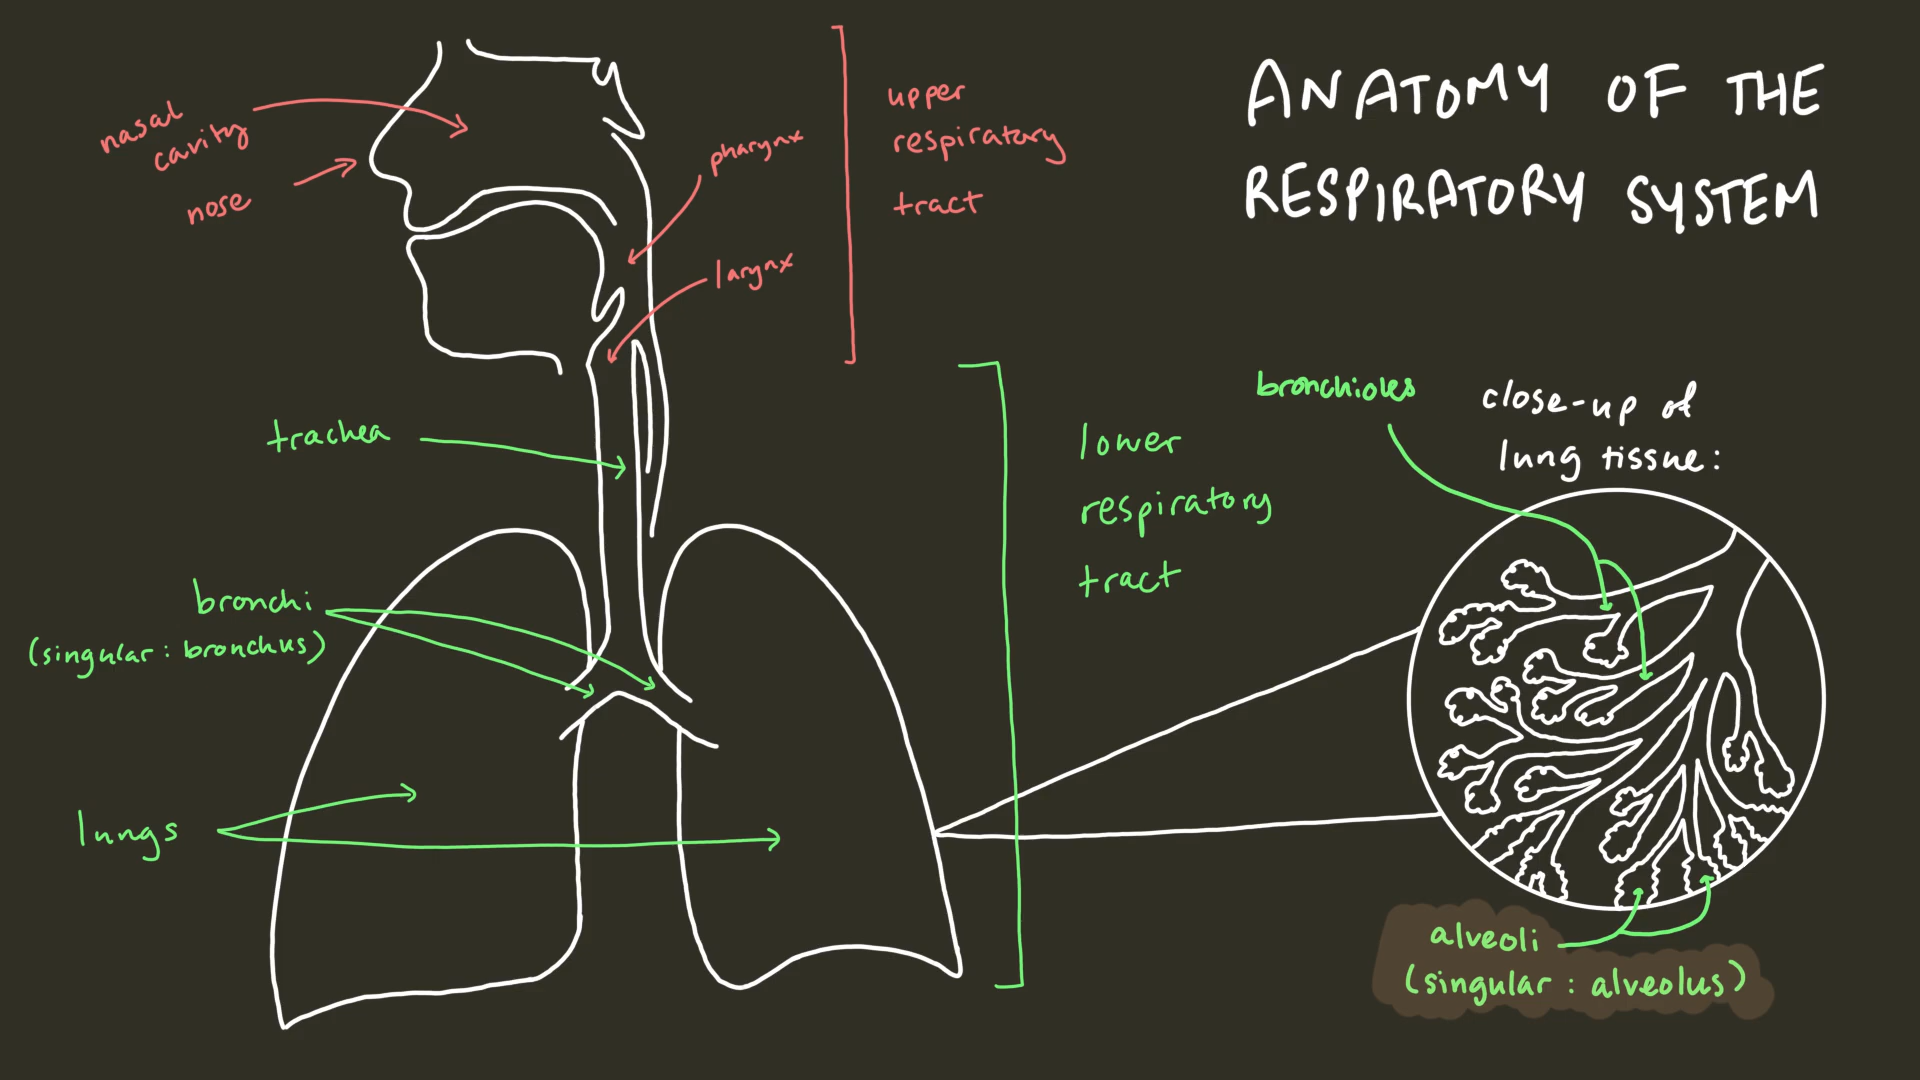 ANATOMY OF THE
RESPIRATORY SYSTEM
nasal
cavity
nose
pharynx
larynx
upper
respiratory
tract
trachea
bronchi
(singular: bronchus)
lungs
lower
respiratory
tract
bronchioles
close-up of
lung tissue:
alveoli
(singular: alveolus)